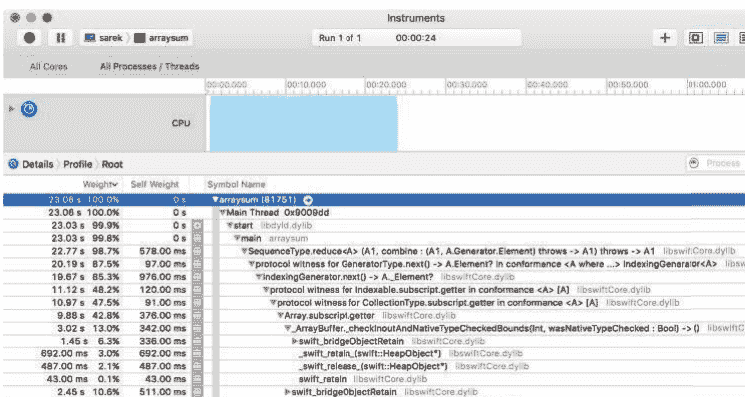 Instruments
sarek arraysum Run 1 of 1 00:00:24
All Cores All Processes / Threads
00:00.000 00:10.000 00:20.000 00:30.000 00:40.000 00:50.000 01:00.000
CPU
Details Profile Root Process
Weight Self Weight Symbol Name
23.06 s 100.0% 0 s arraysum (81751)
23.06 s 100.0% 0 s Main Thread 0x9009dd
23.03 s 99.9% 0 s start libdyld.dylib
23.03 s 99.8% 0 s main arraysum
22.77 s 98.7% 578.00 ms SequenceType.reduce<A> (A1, combine : (A1, A.Generator.Element) throws -> A1) throws -> A1 libswiftCore.dylib
20.19 s 87.5% 97.00 ms protocol witness for GeneratorType.next() -> A.Element? in conformance <A where ...> IndexingGenerator<A> libswi
19.67 s 85.3% 976.00 ms IndexingGenerator.next() -> A._Element? libswiftCore.dylib
11.12 s 48.2% 120.00 ms protocol witness for Indexable.subscript.getter in conformance <A> [A] libswiftCore.dylib
10.97 s 47.5% 91.00 ms protocol witness for CollectionType.subscript.getter in conformance <A> [A] libswiftCore.dylib
9.88 s 42.8% 376.00 ms Array.subscript.getter libswiftCore.dylib
3.02 s 13.0% 342.00 ms _ArrayBuffer._checkInoutAndNativeTypeCheckedBounds(Int, wasNativeTypeChecked : Bool) -> () libswiftC
1.45 s 6.3% 336.00 ms swift_bridgeObjectRetain libswiftCore.dylib
692.00 ms 3.0% 692.00 ms _swift_retain_(swift::HeapObject*) libswiftCore.dylib
487.00 ms 2.1% 487.00 ms _swift_release_(swift::HeapObject*) libswiftCore.dylib
43.00 ms 0.1% 43.00 ms swift_retain libswiftCore.dylib
2.45 s 10.6% 511.00 ms swift_bridgeObjectRetain libswiftCore.dylib